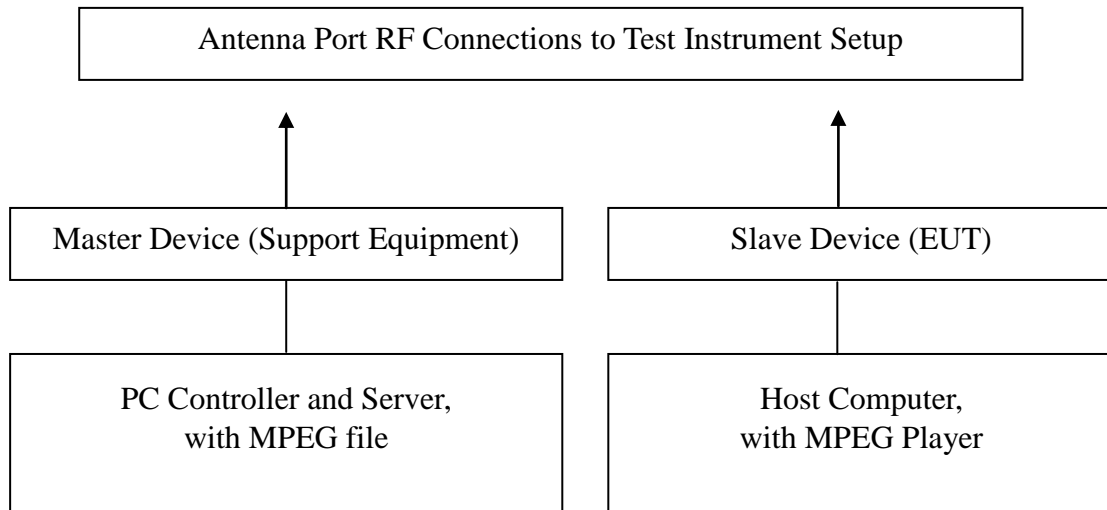 Antenna Port RF Connections to Test Instrument Setup
Master Device (Support Equipment)
Slave Device (EUT)
PC Controller and Server,
with MPEG file
Host Computer,
with MPEG Player